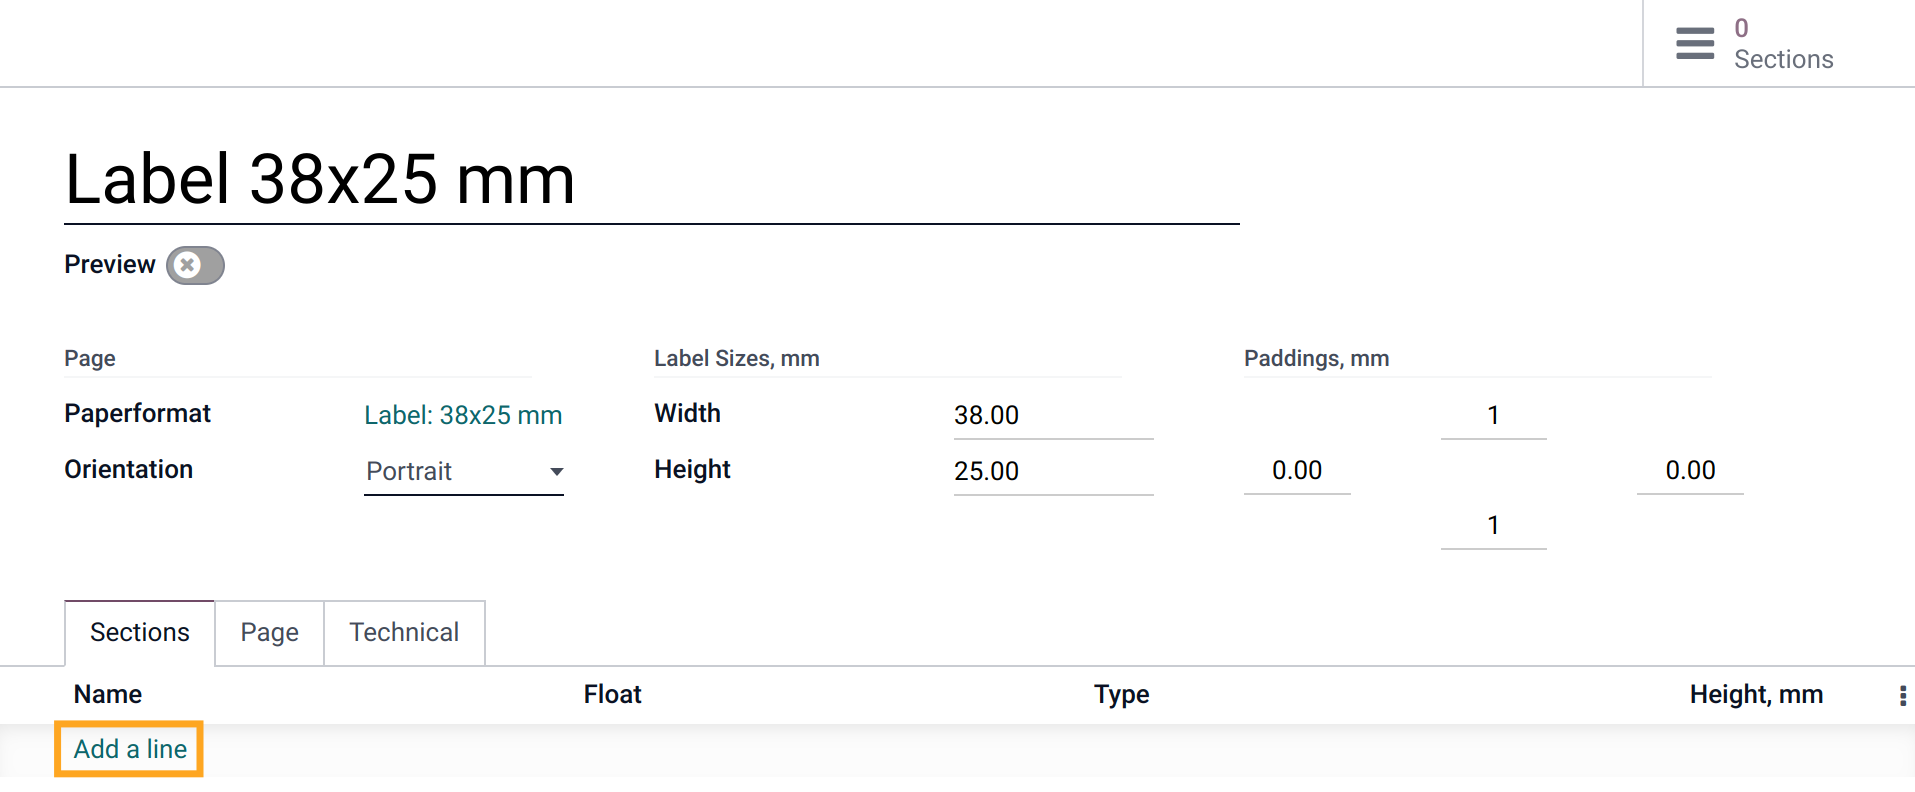 0
Sections
Label 38x25 mm
Preview
Page Label Sizes, mm Paddings, mm
Paperformat Label: 38x25 mm Width 38.00 1
Orientation Portrait Height 25.00 0.00 0.00
1
Sections Page Technical
Name Float Type Height, mm
Add a line